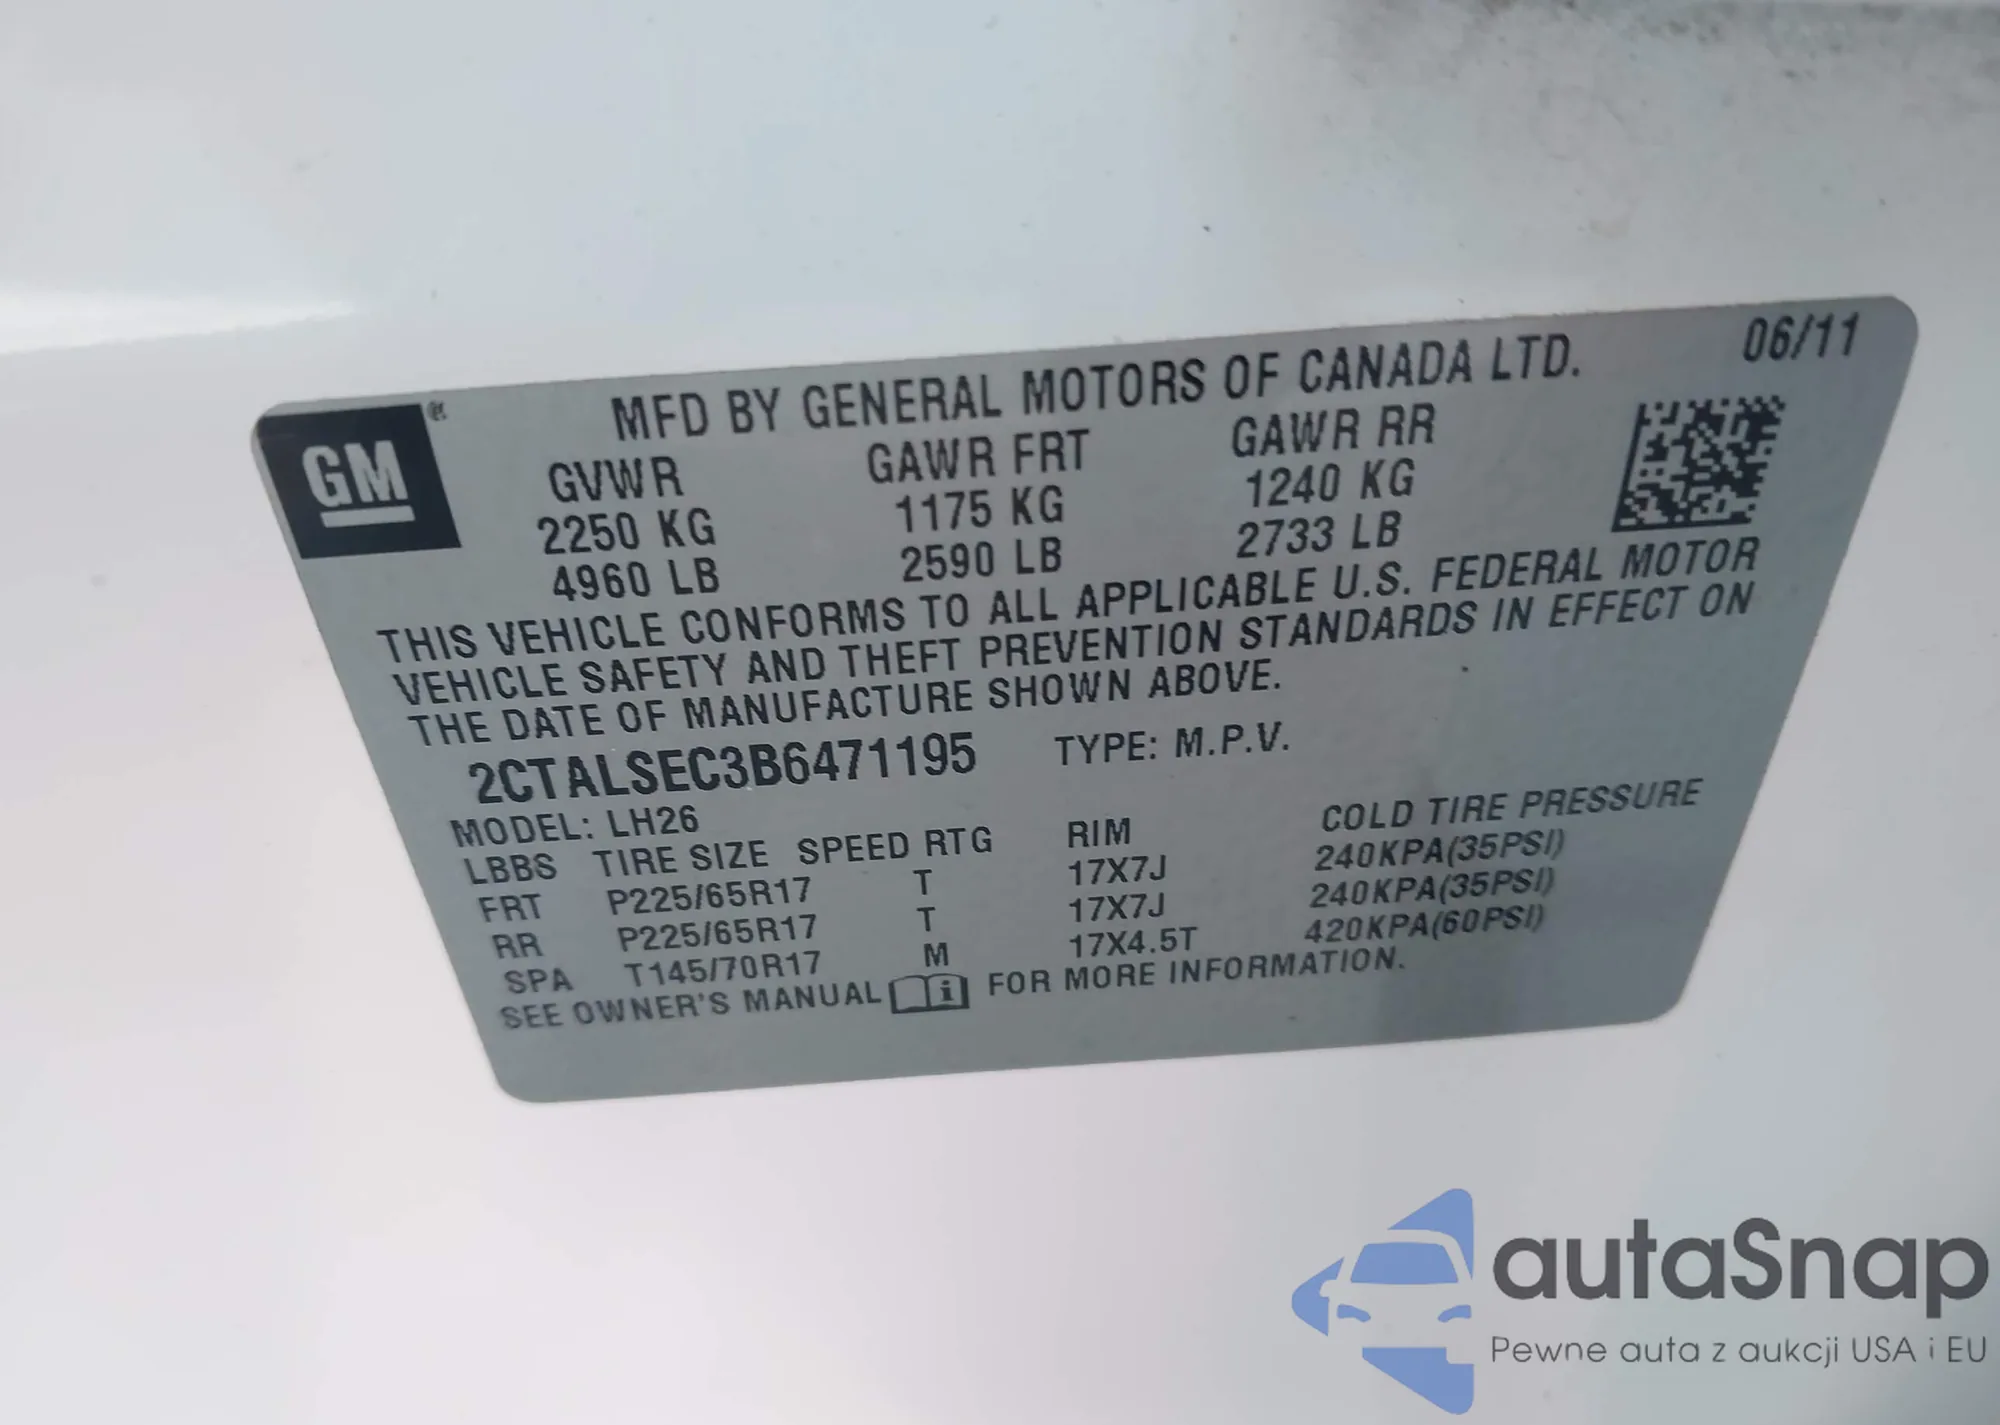 GM®
MFD BY GENERAL MOTORS OF CANADA LTD.
06/11
GVWR GAWR FRT GAWR RR
2250 KG 1175 KG 1240 KG
4960 LB 2590 LB 2733 LB
THIS VEHICLE CONFORMS TO ALL APPLICABLE U.S. FEDERAL MOTOR
VEHICLE SAFETY AND THEFT PREVENTION STANDARDS IN EFFECT ON
THE DATE OF MANUFACTURE SHOWN ABOVE.
2CTALSEC3B6471195 TYPE: M.P.V.
MODEL: LH26
LBBS TIRE SIZE SPEED RTG RIM COLD TIRE PRESSURE
FRT P225/65R17 T 17X7J 240KPA(35PSI)
RR P225/65R17 T 17X7J 240KPA(35PSI)
SPA T145/70R17 M 17X4.5T 420KPA(60PSI)
SEE OWNER'S MANUAL i FOR MORE INFORMATION.
autaSnap
Pewne auta z aukcji USA i EU